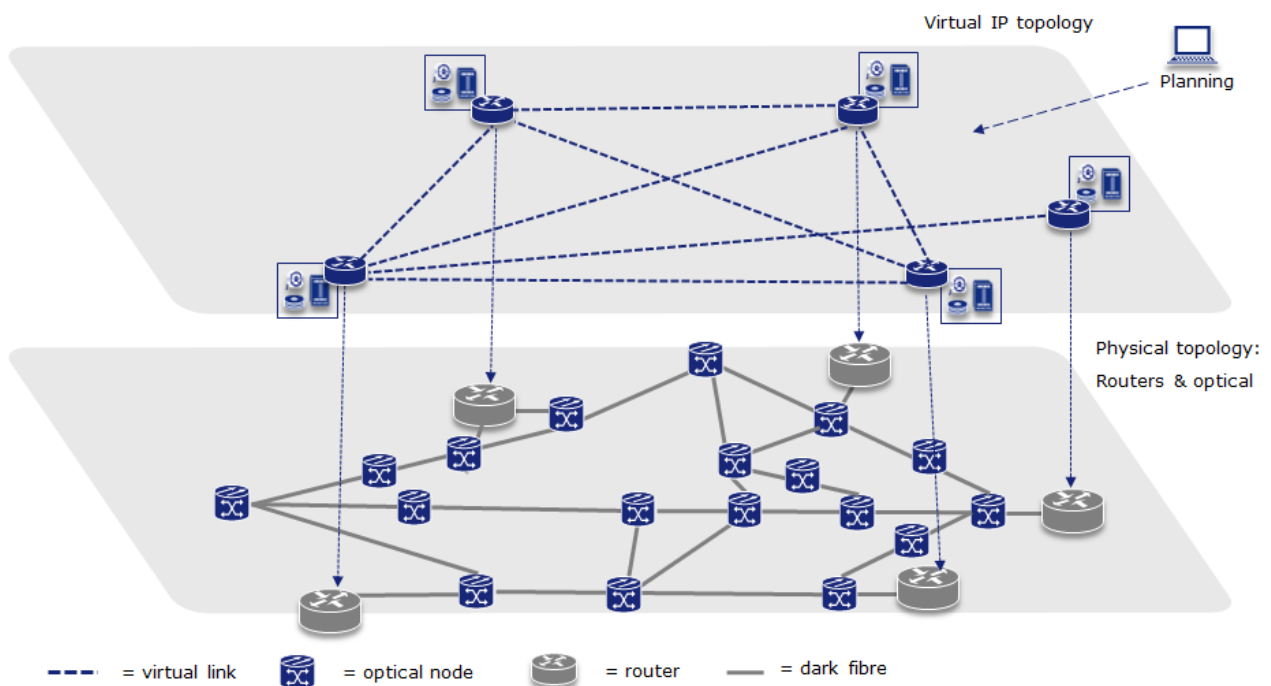 Virtual IP topology
Planning
Physical topology:
Routers & optical
= virtual link
= optical node
= router
= dark fibre